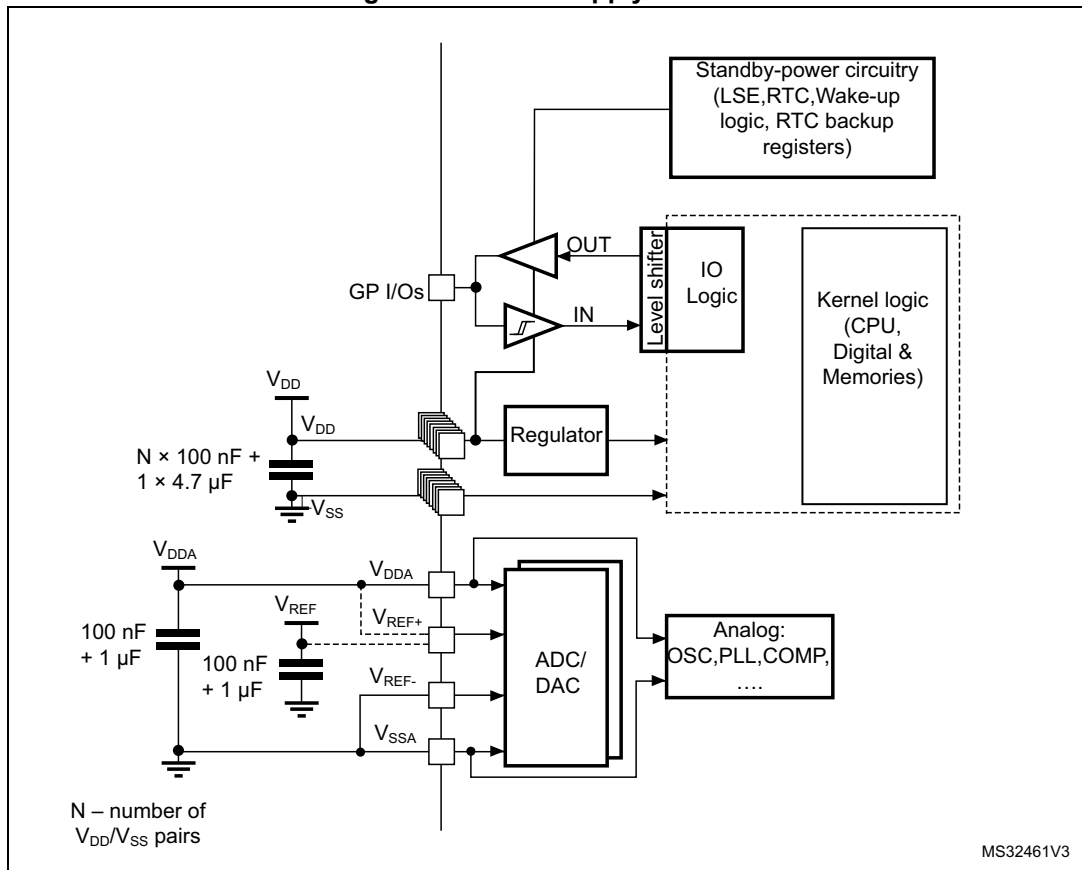 Standby-power circuitry
(LSE,RTC,Wake-up
logic, RTC backup
registers)
OUT
IO
Logic
Level shifter
Kernel logic
(CPU,
Digital &
Memories)
GP I/Os
IN
VDD
VDD
Regulator
N × 100 nF +
1 × 4.7 µF
VSS
VDDA
VDDA
VREF+
VREF
100 nF
+ 1 µF
100 nF
+ 1 µF
ADC/
DAC
Analog:
OSC,PLL,COMP,
....
VREF-
VSSA
N – number of
VDD/VSS pairs
MS32461V3